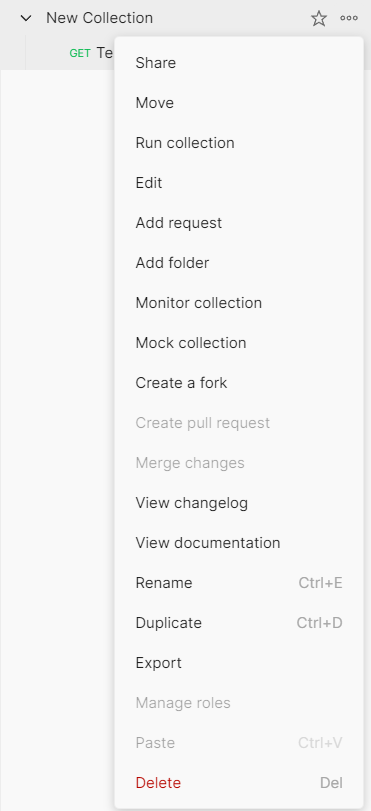 New Collection
GET Te
Share
Move
Run collection
Edit
Add request
Add folder
Monitor collection
Mock collection
Create a fork
Create pull request
Merge changes
View changelog
View documentation
Rename Ctrl+E
Duplicate Ctrl+D
Export
Manage roles
Paste Ctrl+V
Delete Del